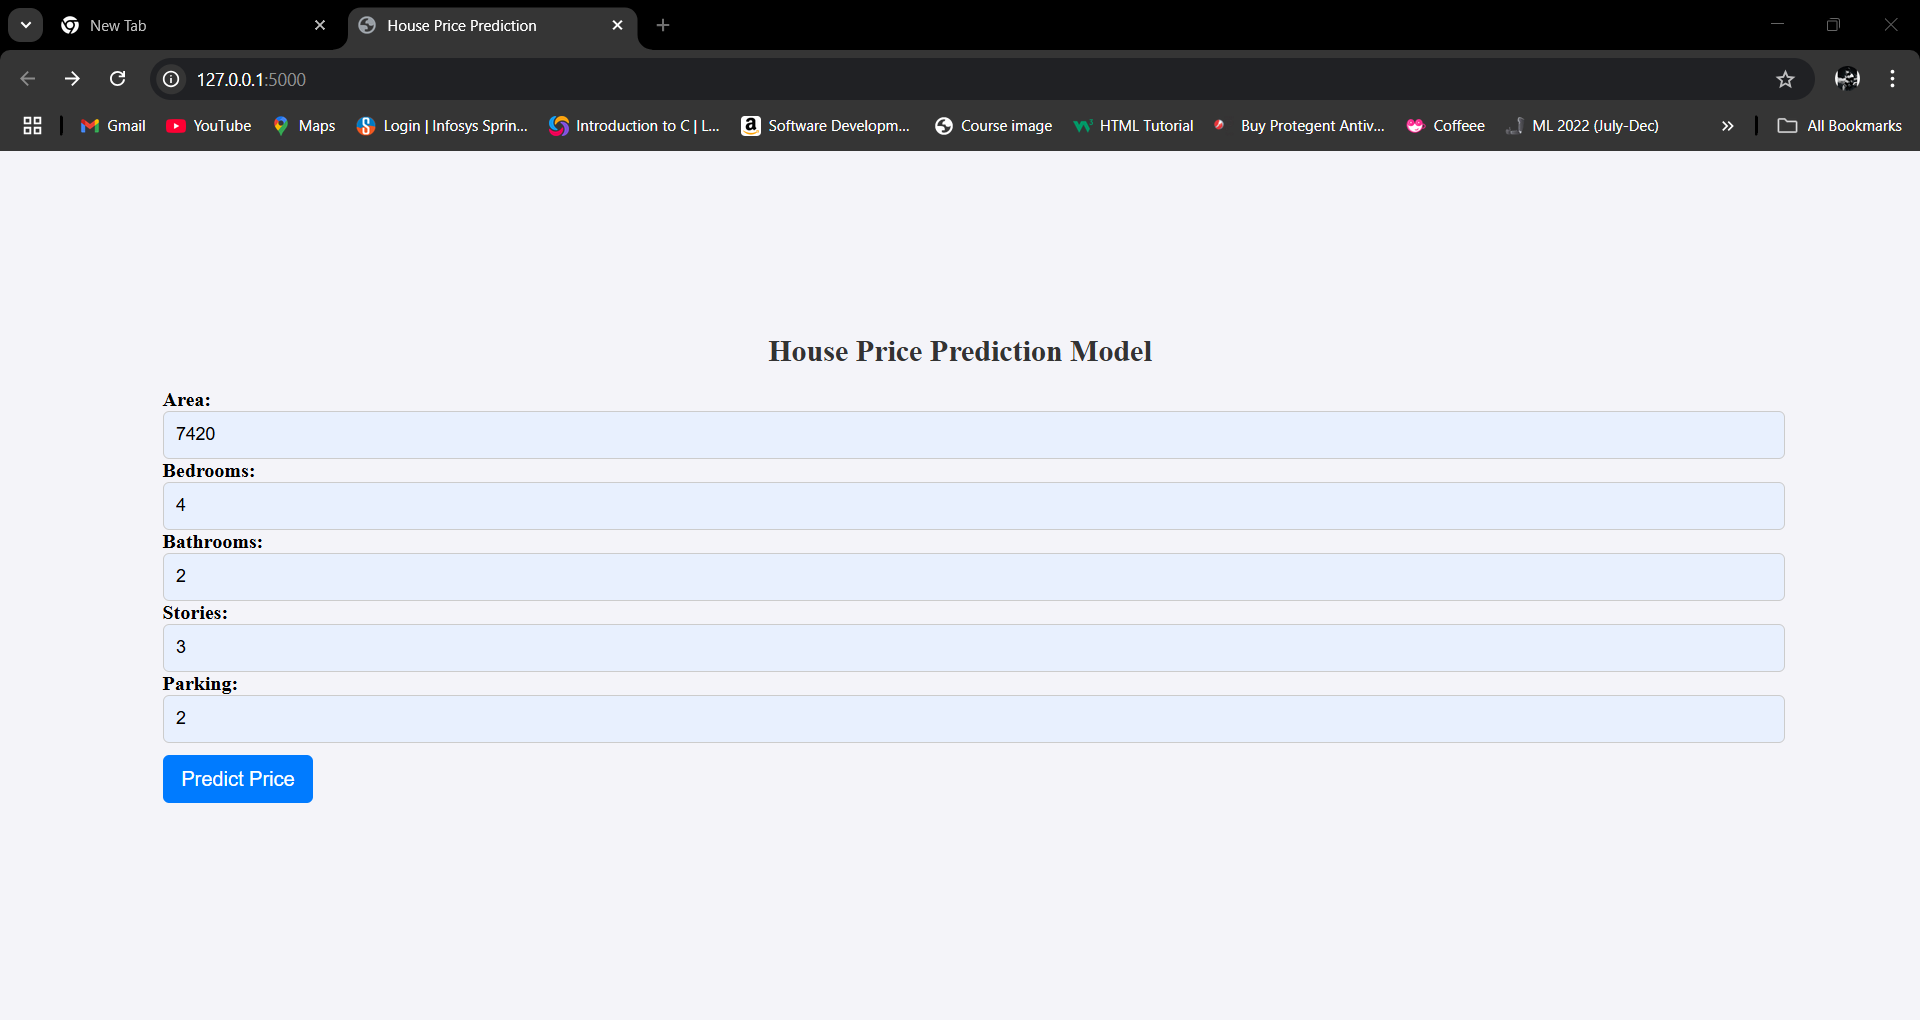 New Tab
House Price Prediction
127.0.0.1:5000
Gmail YouTube Maps Login | Infosys Sprin... Introduction to C | L... Software Developm... Course image HTML Tutorial Buy Protegent Antiv... Coffeee ML 2022 (July-Dec) » All Bookmarks
House Price Prediction Model
Area:
7420
Bedrooms:
4
Bathrooms:
2
Stories:
3
Parking:
2
Predict Price